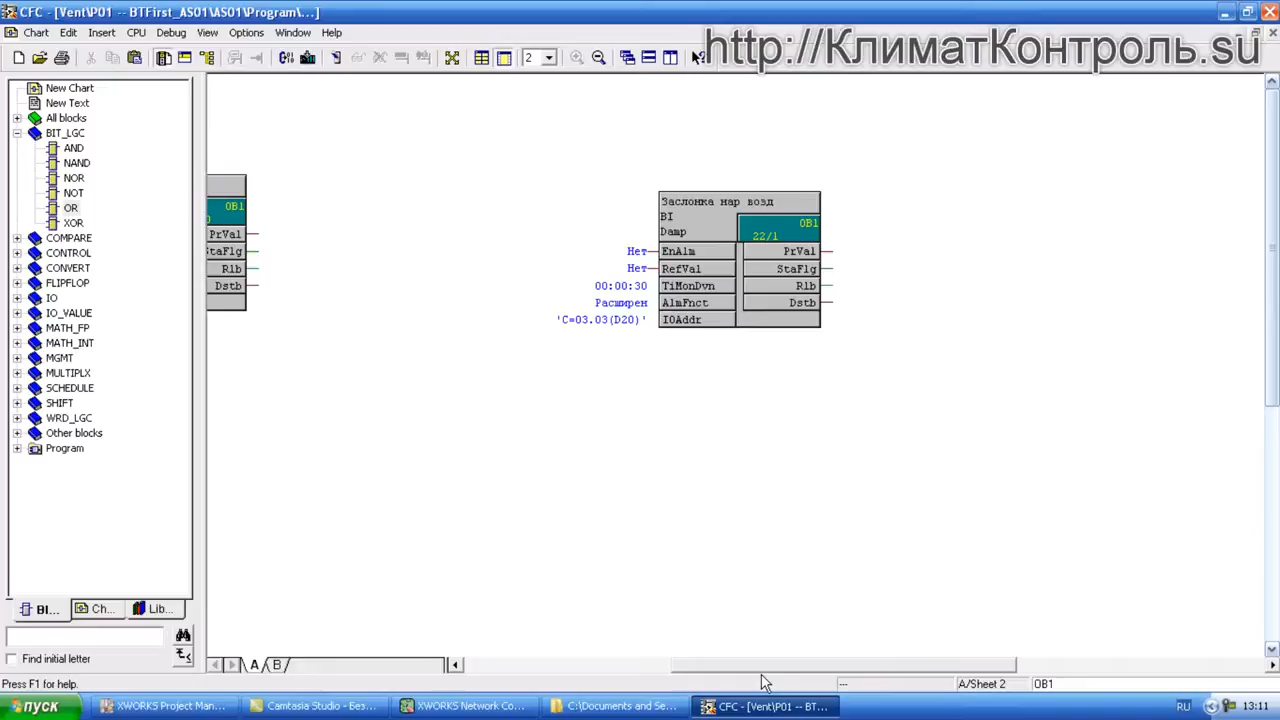 CFC - [Vent\P01 -- BTFirst_AS01\AS01\Program\...]
Chart Edit Insert CPU Debug View Options Window Help
http://КлиматКонтроль.su
2
New Chart
New Text
All blocks
BIT_LGC
AND
NAND
NOR
NOT
OR
XOR
COMPARE
CONTROL
CONVERT
FLIPFLOP
IO
IO_VALUE
MATH_FP
MATH_INT
MGMT
MULTIPLX
SCHEDULE
SHIFT
WRD_LGC
Other blocks
Program
OB1
PrVal
StaFlg
Rlb
Dstb
Заслонка нар возд
BI
Damp
OB1
22/1
Нет EnAlm PrVal
Нет RefVal StaFlg
00:00:30 TiMonDvn Rlb
Расширен AlmFnct Dstb
'C=03.03(D20)' IOAddr
Bl... Ch... Lib...
Find initial letter
A B
Press F1 for help.
--- A/Sheet 2 OB1
пуск XWORKS Project Man... Camtasia Studio - Без... XWORKS Network Co... C:\Documents and Se... CFC - [Vent\P01 -- BT... RU 13:11